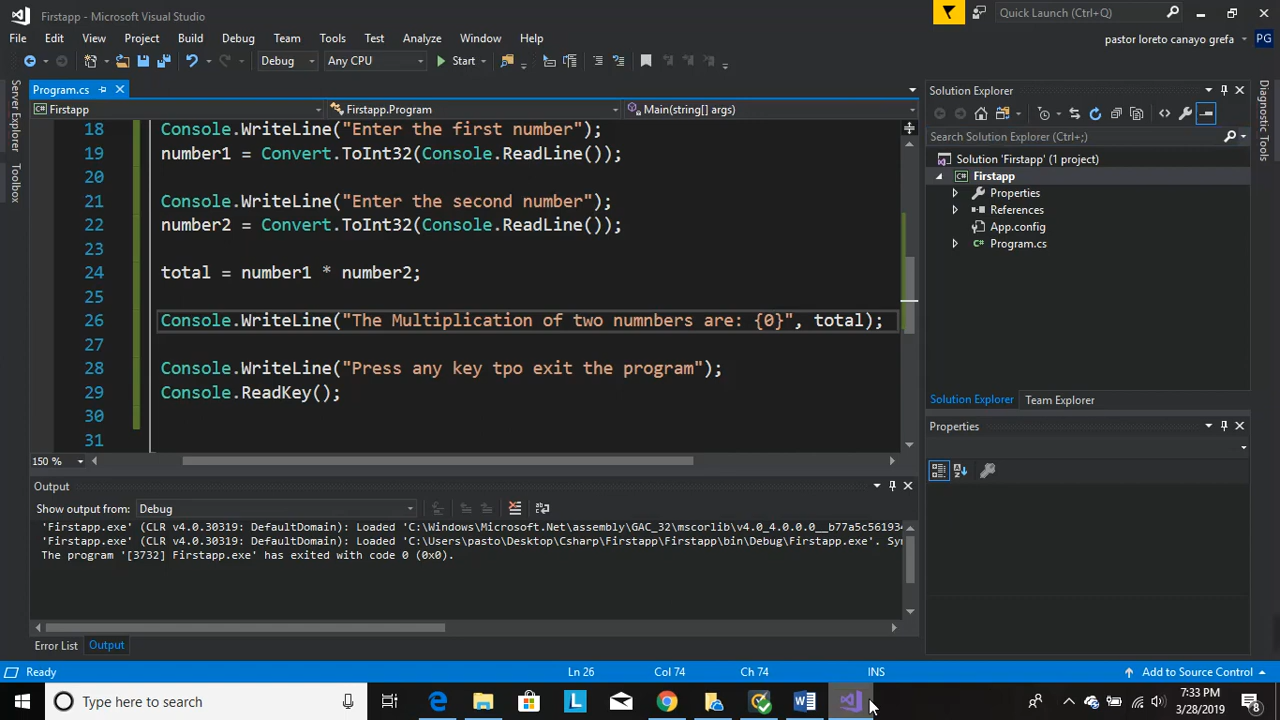 Firstapp - Microsoft Visual Studio
Quick Launch (Ctrl+Q)
File Edit View Project Build Debug Team Tools Test Analyze Window Help
pastor loreto canayo grefa PG
Debug Any CPU Start
Server Explorer
Toolbox
Program.cs
Firstapp Firstapp.Program Main(string[] args)
18 Console.WriteLine("Enter the first number");
19 number1 = Convert.ToInt32(Console.ReadLine());
20
21 Console.WriteLine("Enter the second number");
22 number2 = Convert.ToInt32(Console.ReadLine());
23
24 total = number1 * number2;
25
26 Console.WriteLine("The Multiplication of two numnbers are: {0}", total);
27
28 Console.WriteLine("Press any key tpo exit the program");
29 Console.ReadKey();
30
31
150 %
Output
Show output from: Debug
'Firstapp.exe' (CLR v4.0.30319: DefaultDomain): Loaded 'C:\Windows\Microsoft.Net\assembly\GAC_32\mscorlib\v4.0_4.0.0.0__b77a5c56193
'Firstapp.exe' (CLR v4.0.30319: DefaultDomain): Loaded 'C:\Users\pasto\Desktop\Csharp\Firstapp\Firstapp\bin\Debug\Firstapp.exe'. Sy
The program '[3732] Firstapp.exe' has exited with code 0 (0x0).
Error List Output
Solution Explorer
Search Solution Explorer (Ctrl+;)
Solution 'Firstapp' (1 project)
Firstapp
Properties
References
App.config
Program.cs
Solution Explorer Team Explorer
Properties
Diagnostic Tools
Ready Ln 26 Col 74 Ch 74 INS Add to Source Control
Type here to search
7:33 PM
3/28/2019
8